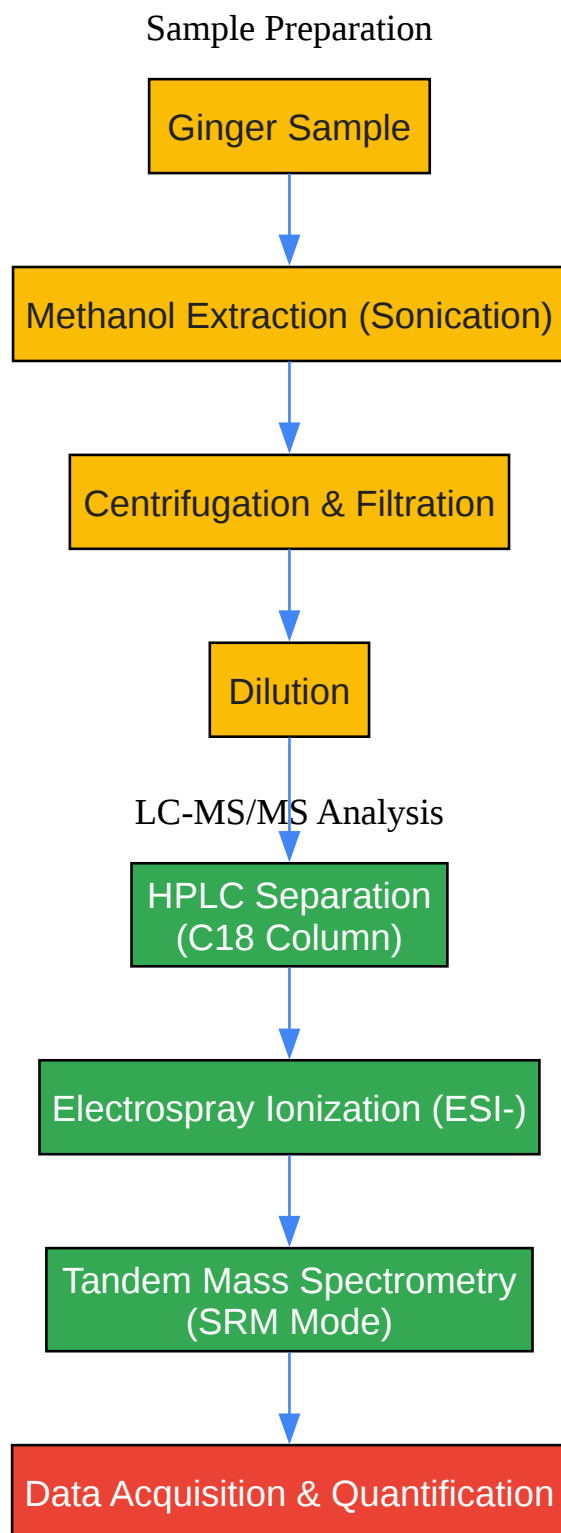 Sample Preparation
Ginger Sample
Methanol Extraction (Sonication)
Centrifugation & Filtration
Dilution
LC-MS/MS Analysis
HPLC Separation
(C18 Column)
Electrospray Ionization (ESI-)
Tandem Mass Spectrometry
(SRM Mode)
Data Acquisition & Quantification